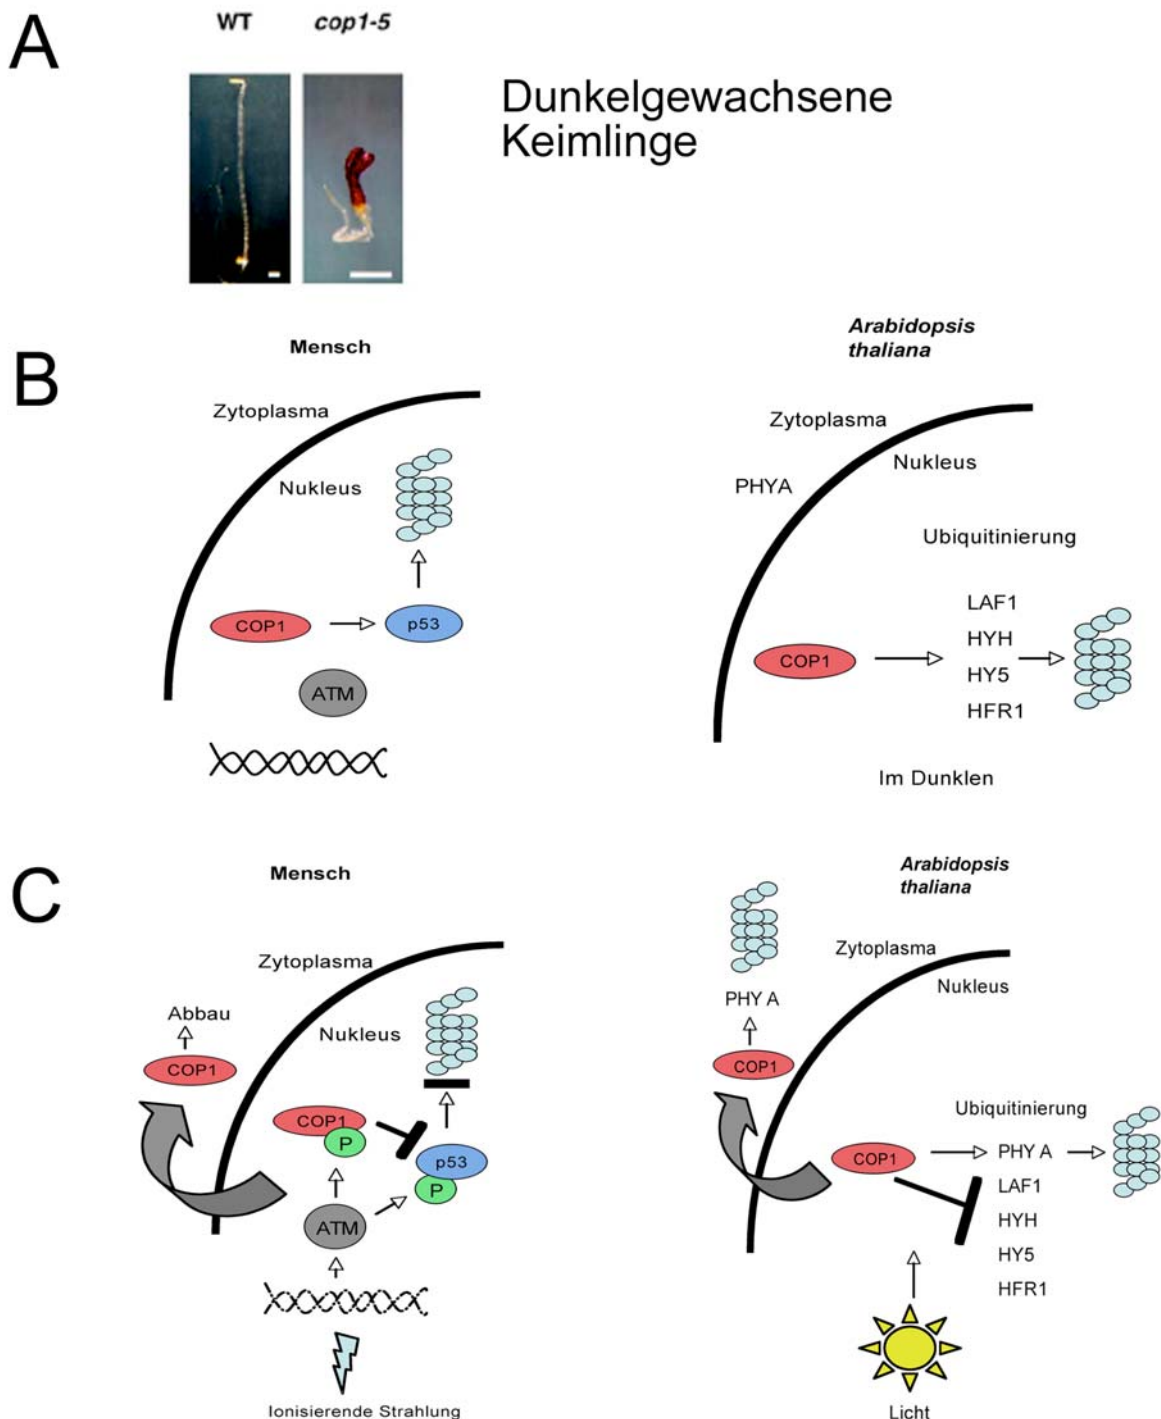 A
WT
cop1-5
Dunkelgewachsene
Keimlinge
B
Mensch
Zytoplasma
Nukleus
COP1
p53
ATM
Arabidopsis
thaliana
Zytoplasma
Nukleus
PHYA
Ubiquitinierung
LAF1
HYH
HY5
HFR1
COP1
Im Dunklen
C
Mensch
Zytoplasma
Abbau
Nukleus
COP1
COP1
P
p53
P
ATM
Ionisierende Strahlung
Arabidopsis
thaliana
Zytoplasma
Nukleus
PHY A
COP1
Ubiquitinierung
COP1
PHY A
LAF1
HYH
HY5
HFR1
Licht